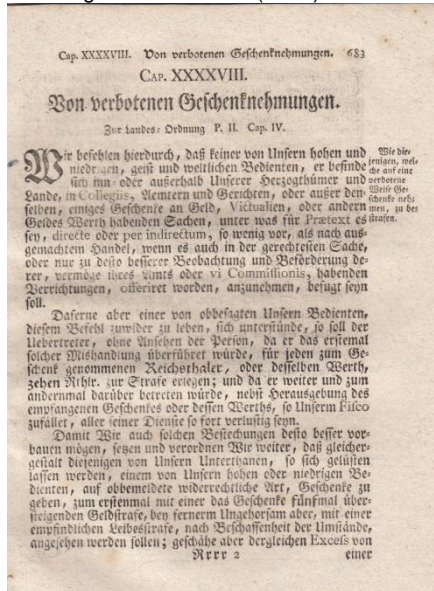 Cap. XXXXVIII. Von verbotenen Geschenknehmungen. 683
CAP. XXXXVIII.
Von verbotenen Geschenknehmungen.
Zur Landes-Ordnung P. II. Cap. IV.
Wir befehlen hierdurch, daß keiner von Unsern hohen und
niedrigen, geist und weltlichen Bedienten, er befinde
sich inn- oder außerhalb Unserer Herzogthümer und
Lande, in Collegiis, Aemtern und Gerichten, oder außer den-
selben, einiges Geschenke an Geld, Victualien, oder andern
Geldes Werth habenden Sachen, unter was für Prætext es
sey, directe oder per indirectum, so wenig vor, als nach aus-
gemachtem Handel, wenn es auch in der gerechtesten Sache,
oder nur zu desto besserer Beobachtung und Beförderung de-
rer, vermöge ihres Amts oder vi Commissionis, habenden
Verrichtungen, offeriret worden, anzunehmen, befugt seyn
soll.
Wie die-
jenigen, wel-
che auf eine
verbotene
Weise Ge-
schenke neh-
men, zu be-
strafen.
Daferne aber einer von obbesagten Unsern Bedienten,
diesem Befehl zuwider zu leben, sich unterstünde, so soll der
Uebertreter, ohne Ansehen der Person, da er das erstemal
solcher Mishandlung überführet würde, für jeden zum Ge-
schenk genommenen Reichsthaler, oder desselben Werth,
zehen Rthlr. zur Strafe erlegen; und da er weiter und zum
andernmal darüber betreten würde, nebst Herausgebung des
empfangenen Geschenkes oder dessen Werths, so Unserm Fisco
zufället, aller seiner Dienste so fort verlustig seyn.
Damit Wir auch solchen Bestechungen desto besser vor-
bauen mögen, setzen und verordnen Wir weiter, daß gleicher-
gestalt diejenigen von Unsern Unterthanen, so sich gelüsten
lassen werden, einem von Unsern hohen oder niedrigen Be-
dienten, auf obbemeldete widerrechtliche Art, Geschenke zu
geben, zum erstenmal mit einer das Geschenke fünfmal über-
steigenden Geldstrafe, bey fernerm Ungehorsam aber, mit einer
empfindlichen Leibesstrafe, nach Beschaffenheit der Umstände,
angesehen werden sollen; geschähe aber dergleichen Excess von
Rrrr 2 einer